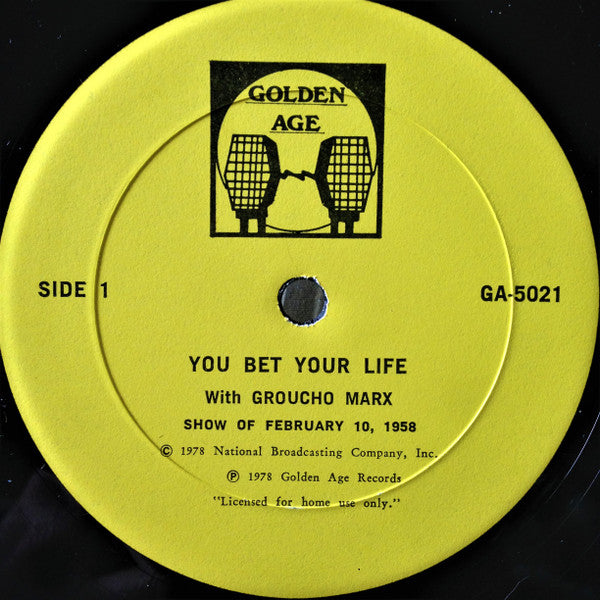 GOLDEN
AGE
SIDE 1
GA-5021
YOU BET YOUR LIFE
With GROUCHO MARX
SHOW OF FEBRUARY 10, 1958
© 1978 National Broadcasting Company, Inc.
℗ 1978 Golden Age Records
"Licensed for home use only."